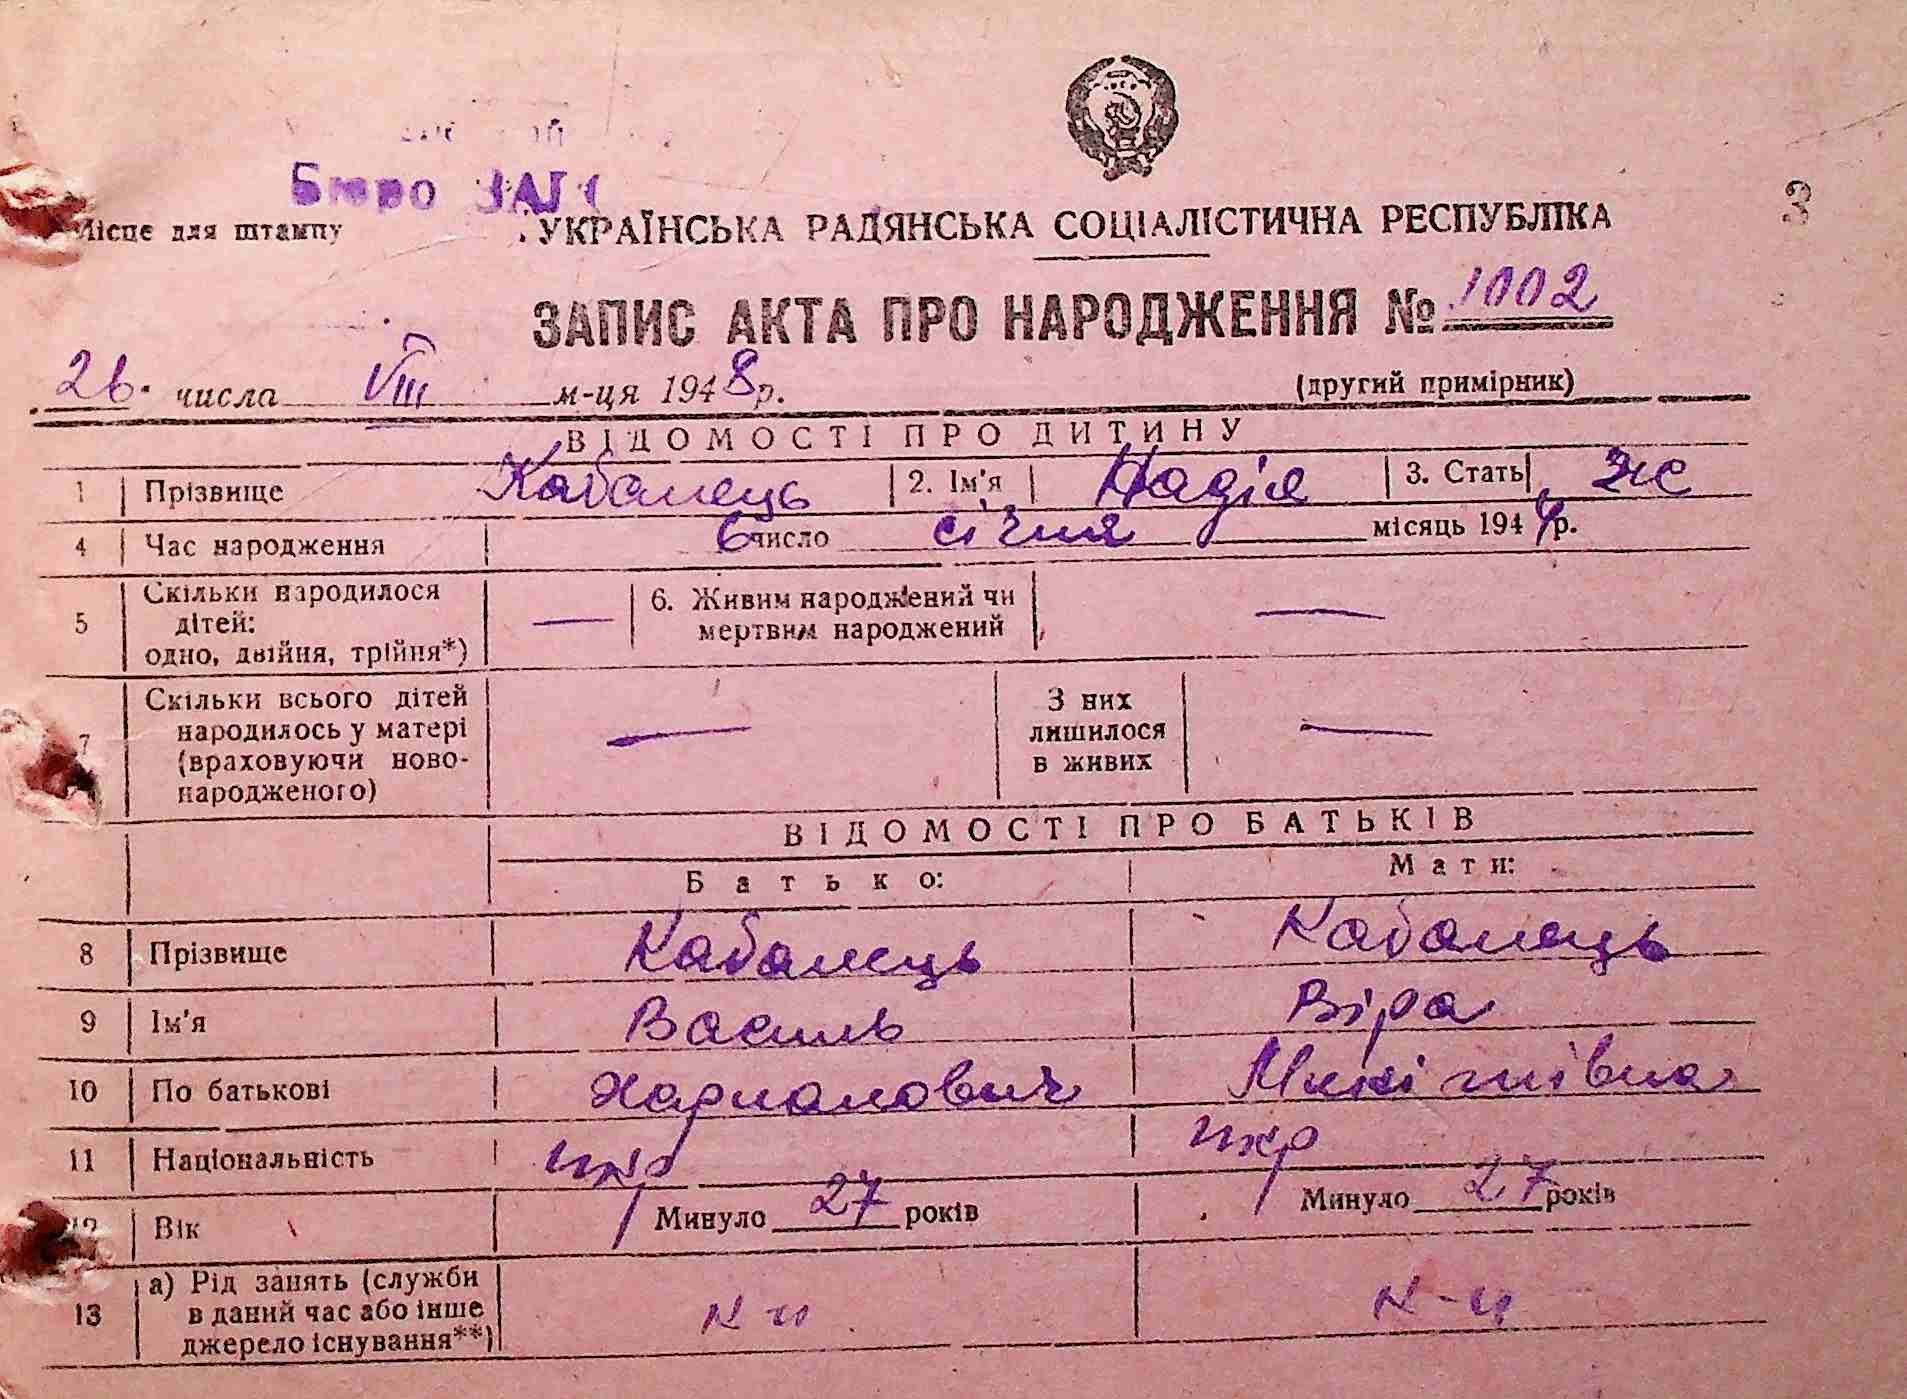 Бюро ЗАГС
Місце для штампу
УКРАЇНСЬКА РАДЯНСЬКА СОЦІАЛІСТИЧНА РЕСПУБЛІКА
3
ЗАПИС АКТА ПРО НАРОДЖЕННЯ № 1002
26. числа VIII м-ця 1948 р.
(другий примірник)
ВІДОМОСТІ ПРО ДИТИНУ
1 Прізвище Кабанець 2. Ім'я Надія 3. Стать жс
4 Час народження 6 число січня місяць 1944 р.
5 Скільки народилося дітей: одно, двійня, трійня*) — 6. Живим народжений чи мертвим народжений —
7 Скільки всього дітей народилось у матері (враховуючи ново-народженого) — З них лишилося в живих —
ВІДОМОСТІ ПРО БАТЬКІВ
Батько: Мати:
8 Прізвище Кабанець Кабанець
9 Ім'я Василь Віра
10 По батькові Харланович
11 Національність укр укр
12 Вік Минуло 27 років Минуло 27 років
13 а) Рід занять (служби в даний час або інше джерело існування**) к-и к-и